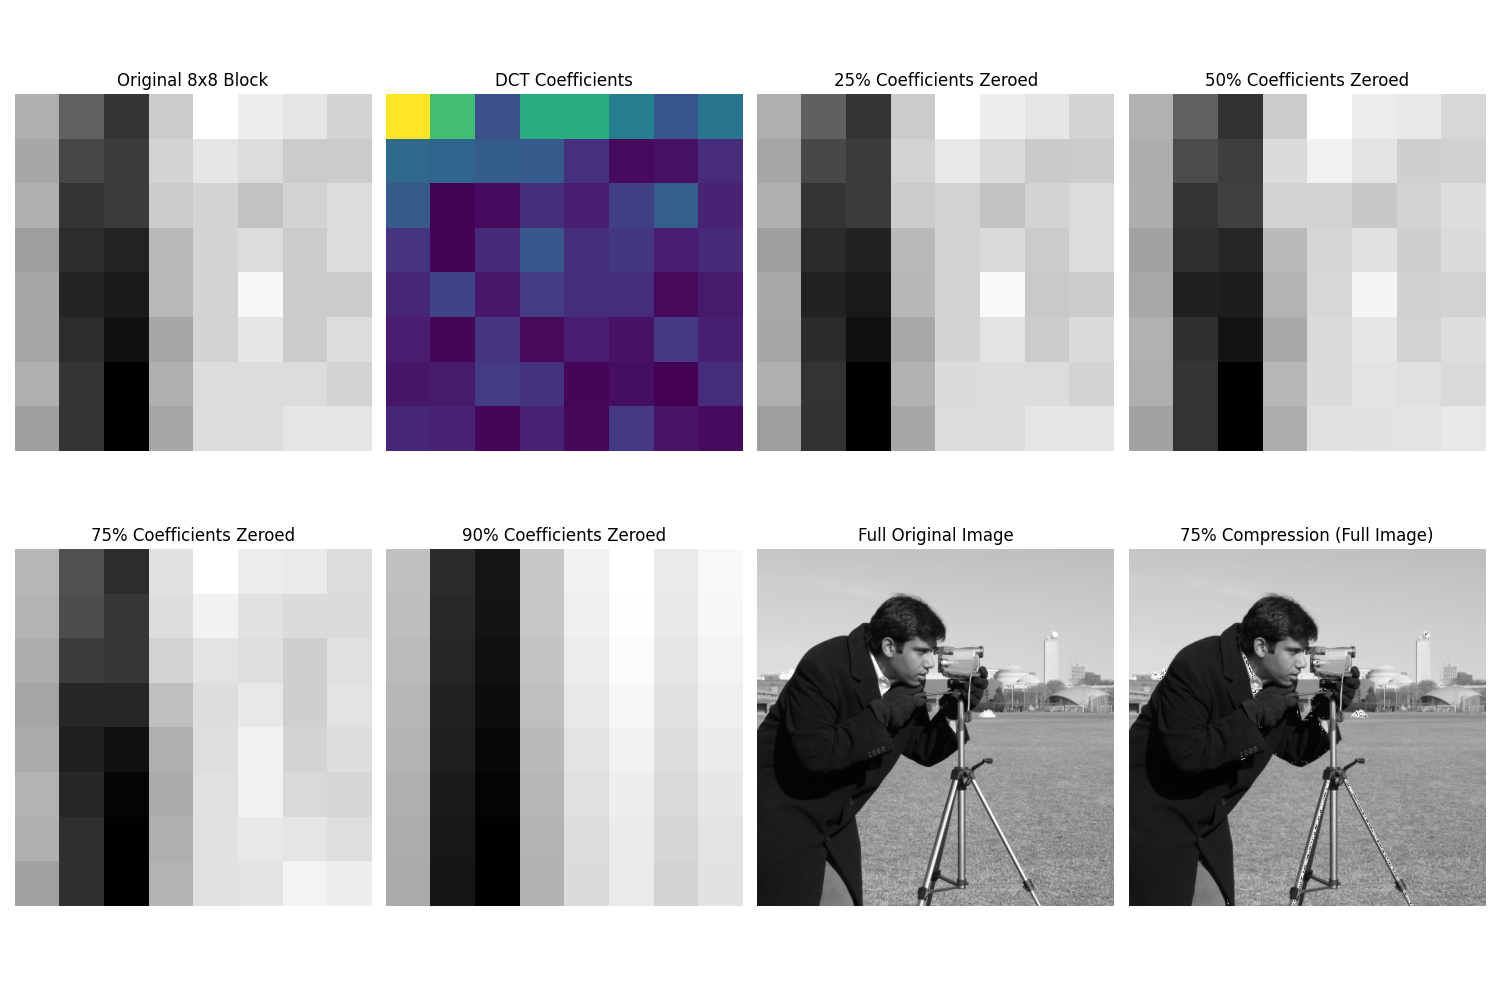 Original 8x8 Block
DCT Coefficients
25% Coefficients Zeroed
50% Coefficients Zeroed
75% Coefficients Zeroed
90% Coefficients Zeroed
Full Original Image
75% Compression (Full Image)